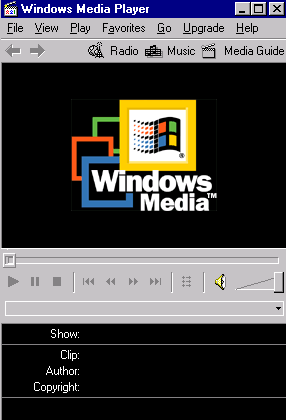 Windows Media Player
File View Play Favorites Go Upgrade Help
Radio Music Media Guide
®
Windows
Media™
Show:
Clip:
Author:
Copyright: